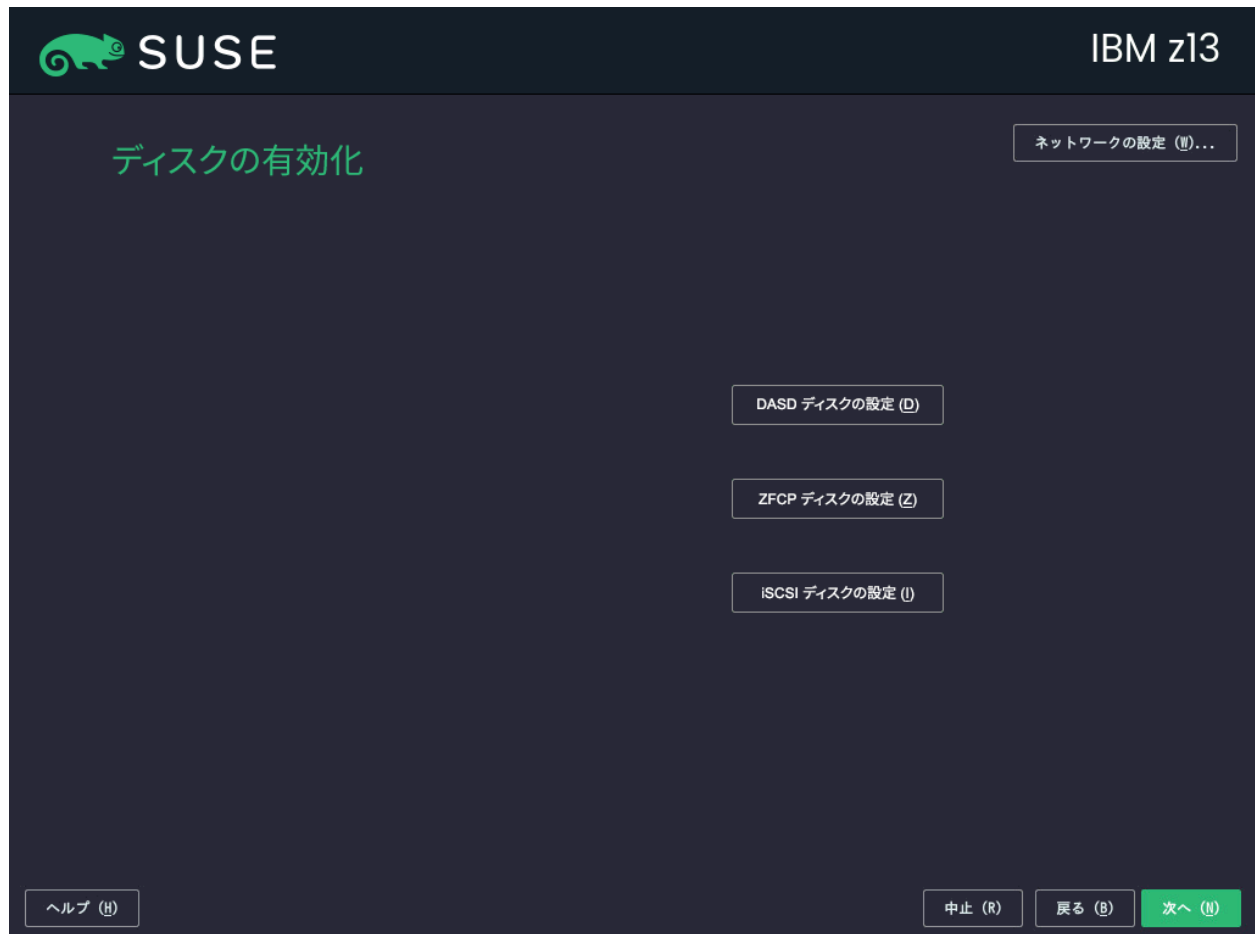 SUSE
IBM z13
ディスクの有効化
ネットワークの設定 (W)...
DASD ディスクの設定 (D)
ZFCP ディスクの設定 (Z)
iSCSI ディスクの設定 (I)
ヘルプ (H)
中止 (R)
戻る (B)
次へ (N)